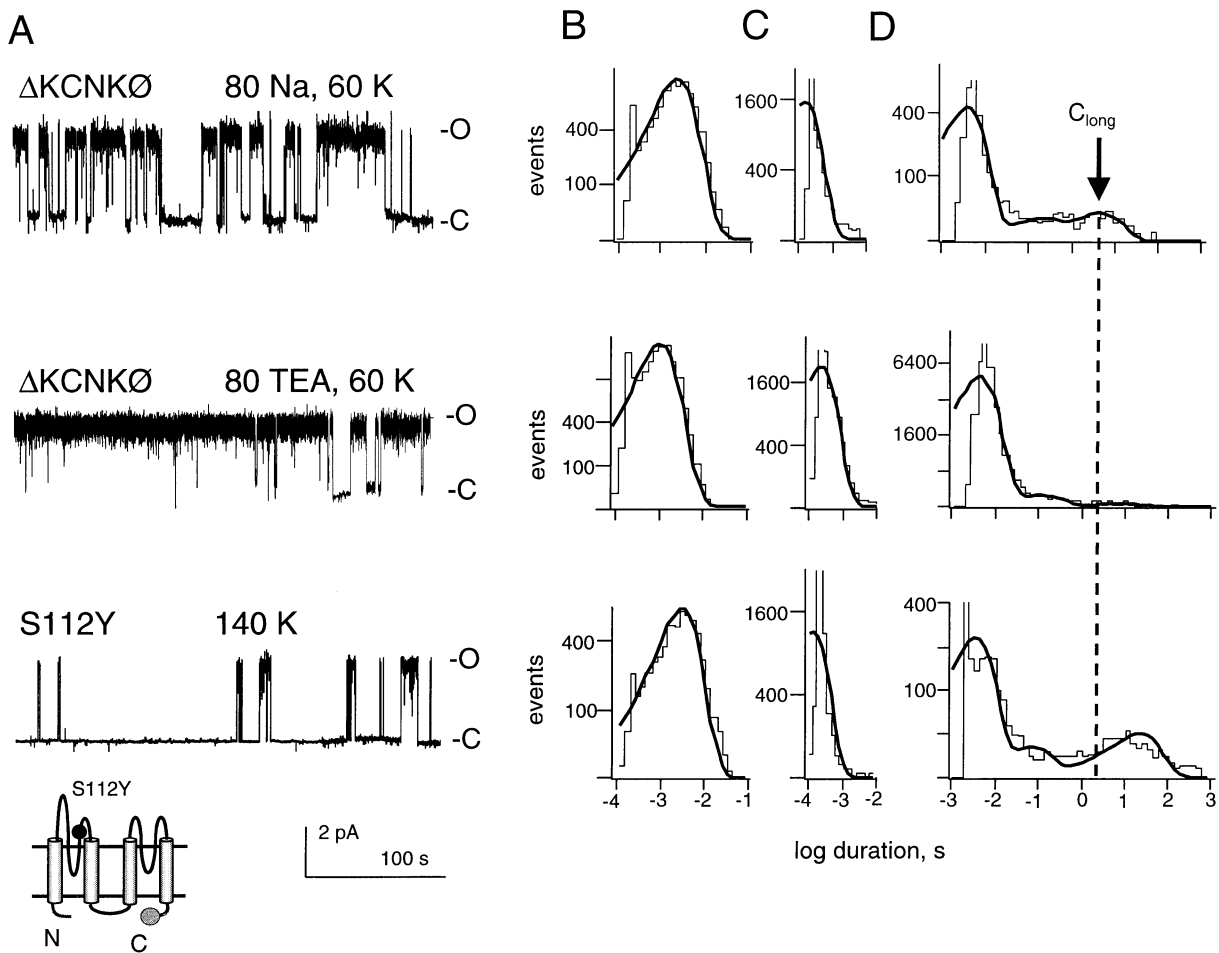 A
B
C
D
ΔKCNKØ 80 Na, 60 K
-O
-C
events
400
100
1600
400
400
100
C long
ΔKCNKØ 80 TEA, 60 K
-O
-C
events
400
100
1600
400
6400
1600
S112Y 140 K
-O
-C
events
400
100
1600
400
400
100
-4 -3 -2 -1
-4 -3 -2
-3 -2 -1 0 1 2 3
log duration, s
S112Y
N
C
2 pA
100 s